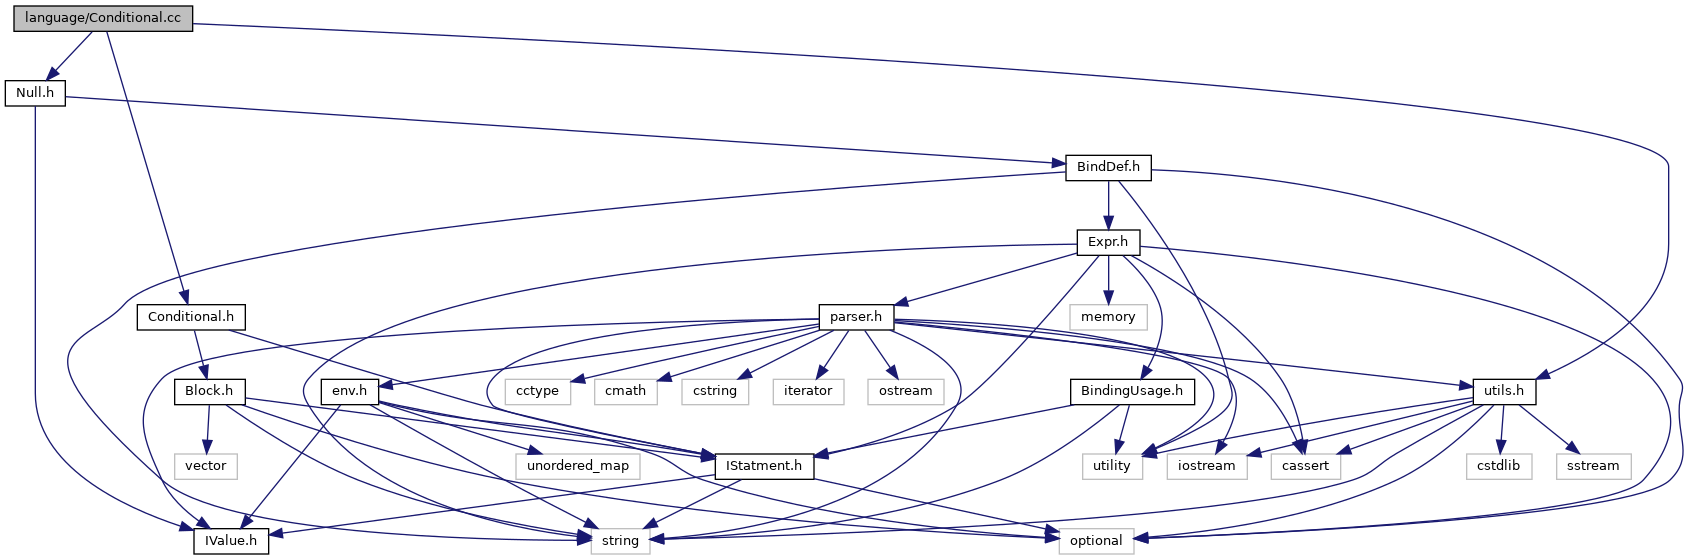 language/Conditional.cc
Null.h
BindDef.h
Expr.h
Conditional.h
parser.h
memory
Block.h
env.h
cctype
cmath
cstring
iterator
ostream
BindingUsage.h
utils.h
vector
unordered_map
IStatment.h
utility
iostream
cassert
cstdlib
sstream
IValue.h
string
optional